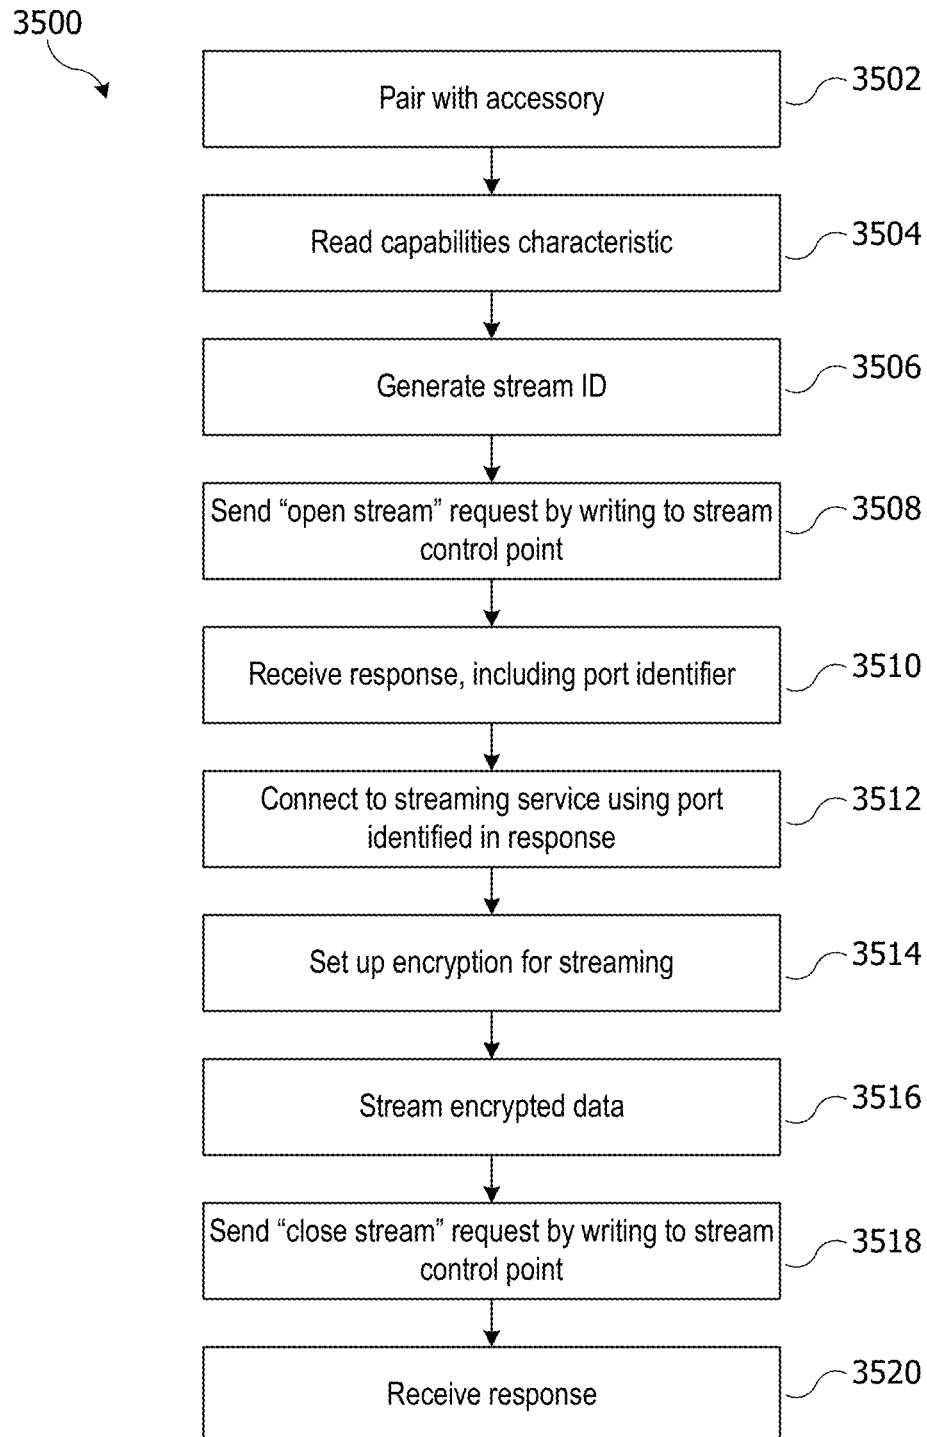 3500
Pair with accessory
3502
Read capabilities characteristic
3504
Generate stream ID
3506
Send “open stream” request by writing to stream
control point
3508
Receive response, including port identifier
3510
Connect to streaming service using port
identified in response
3512
Set up encryption for streaming
3514
Stream encrypted data
3516
Send “close stream” request by writing to stream
control point
3518
Receive response
3520